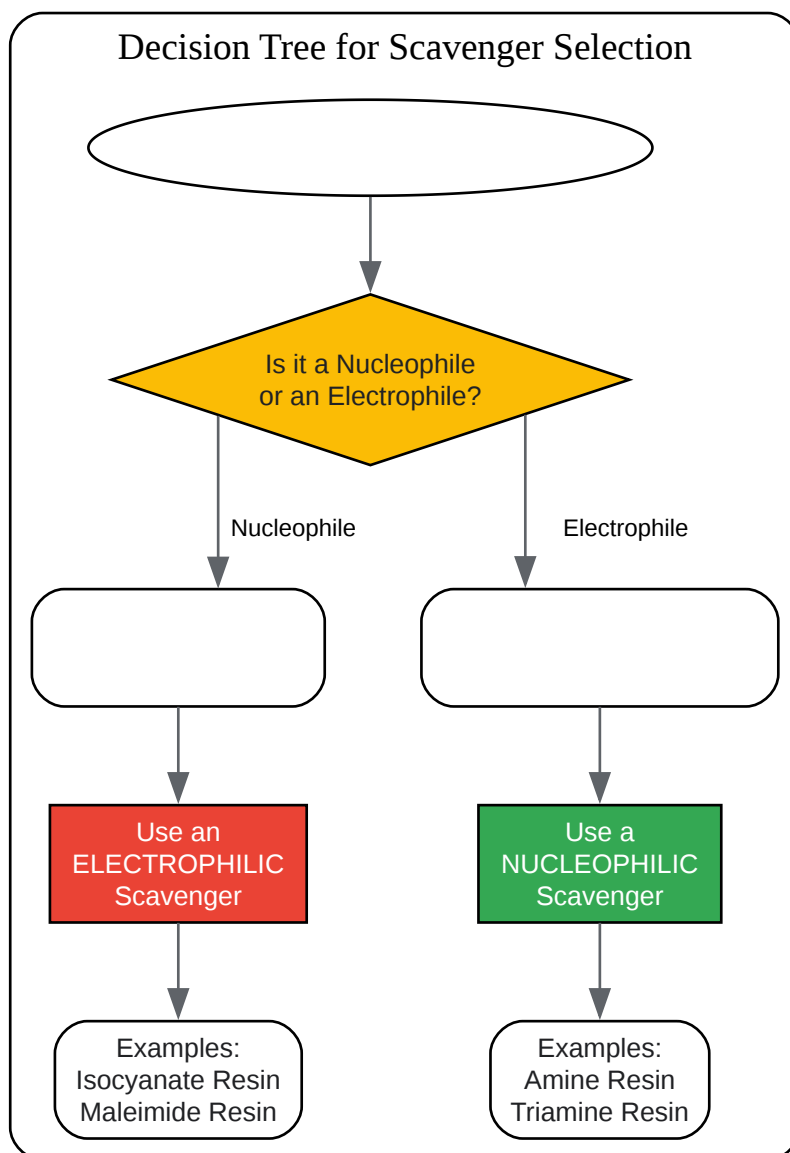 Decision Tree for Scavenger Selection
Is it a Nucleophile
or an Electrophile?
Nucleophile
Electrophile
Use an
ELECTROPHILIC
Scavenger
Use a
NUCLEOPHILIC
Scavenger
Examples:
Isocyanate Resin
Maleimide Resin
Examples:
Amine Resin
Triamine Resin